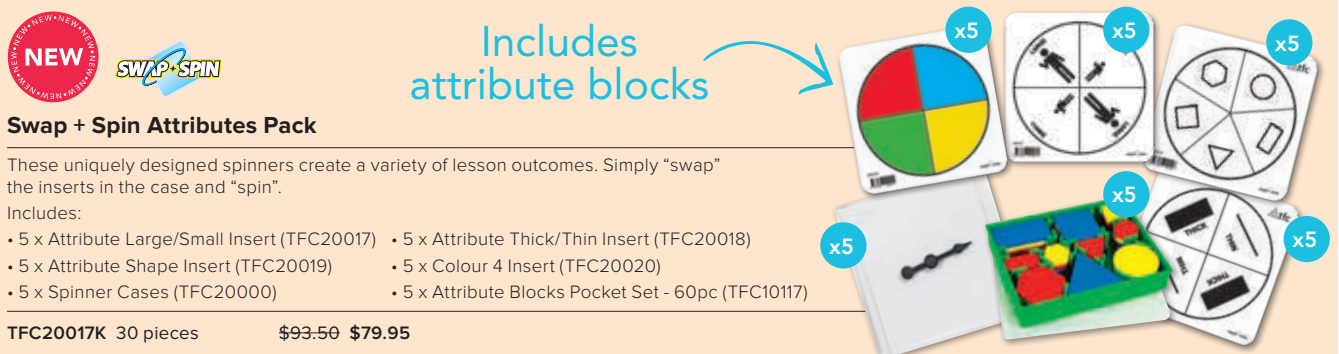 NEW
•NEW•NEW•NEW•NEW•NEW•NEW•NEW•NEW
SWAP+SPIN
Includes
attribute blocks
x5
x5
x5
Swap + Spin Attributes Pack
These uniquely designed spinners create a variety of lesson outcomes. Simply “swap”
the inserts in the case and “spin”.
Includes:
• 5 x Attribute Large/Small Insert (TFC20017) • 5 x Attribute Thick/Thin Insert (TFC20018)
• 5 x Attribute Shape Insert (TFC20019) • 5 x Colour 4 Insert (TFC20020)
• 5 x Spinner Cases (TFC20000) • 5 x Attribute Blocks Pocket Set - 60pc (TFC10117)
TFC20017K 30 pieces $93.50 $79.95
x5
x5
x5
tfc
tfc
THICK
THIN
THICK
THIN